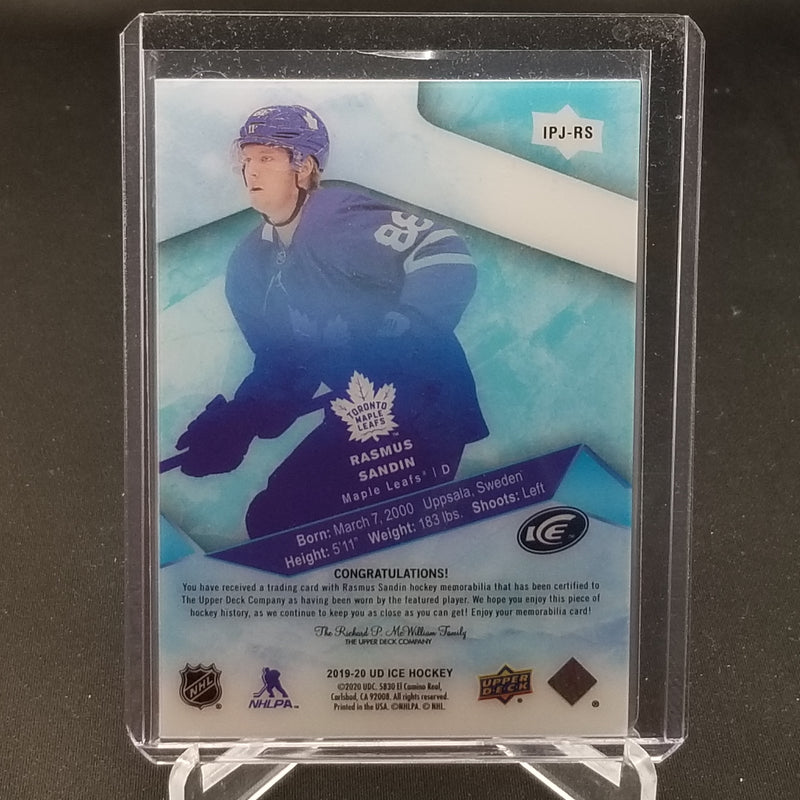 IPJ-RS
88
TORONTO
MAPLE
LEAFS
RASMUS
SANDIN
Maple Leafs® | D
Born: March 7, 2000 Uppsala, Sweden
Height: 5'11" Weight: 183 lbs. Shoots: Left
ICE
CONGRATULATIONS!
You have received a trading card with Rasmus Sandin hockey memorabilia that has been certified to
The Upper Deck Company as having been worn by the featured player. We hope you enjoy this piece of
hockey history, as we continue to keep you as close as you can get! Enjoy your memorabilia card!
The Richard P. McWilliam Family
THE UPPER DECK COMPANY
2019-20 UD ICE HOCKEY
©2020 UDC. 5830 El Camino Real,
Carlsbad, CA 92008. All rights reserved.
Printed in the USA. ©NHLPA. © NHL.
NHL
NHLPA™
UPPER
DECK